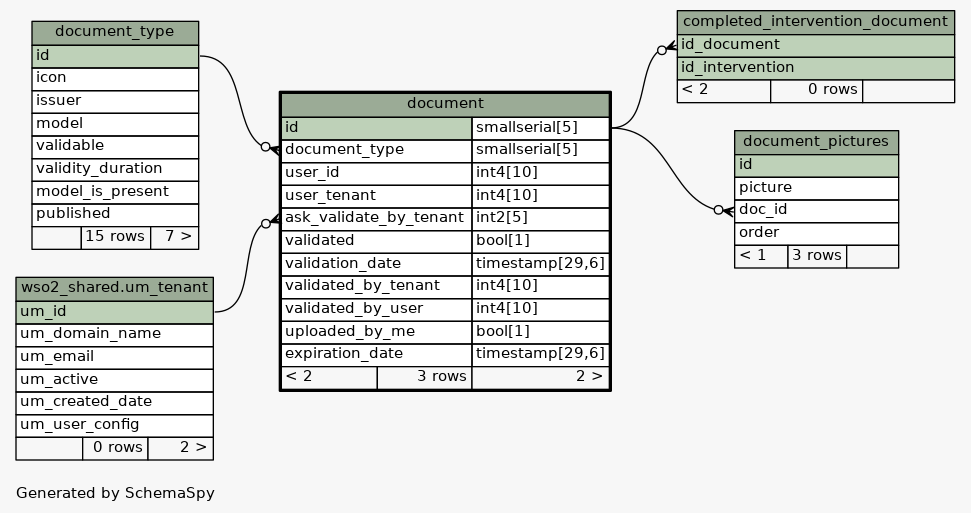 document_type
id
icon
issuer
model
validable
validity_duration
model_is_present
published
15 rows 7 >
wso2_shared.um_tenant
um_id
um_domain_name
um_email
um_active
um_created_date
um_user_config
0 rows 2 >
document
id smallserial[5]
document_type smallserial[5]
user_id int4[10]
user_tenant int4[10]
ask_validate_by_tenant int2[5]
validated bool[1]
validation_date timestamp[29,6]
validated_by_tenant int4[10]
validated_by_user int4[10]
uploaded_by_me bool[1]
expiration_date timestamp[29,6]
< 2 3 rows 2 >
completed_intervention_document
id_document
id_intervention
< 2 0 rows
document_pictures
id
picture
doc_id
order
< 1 3 rows
Generated by SchemaSpy